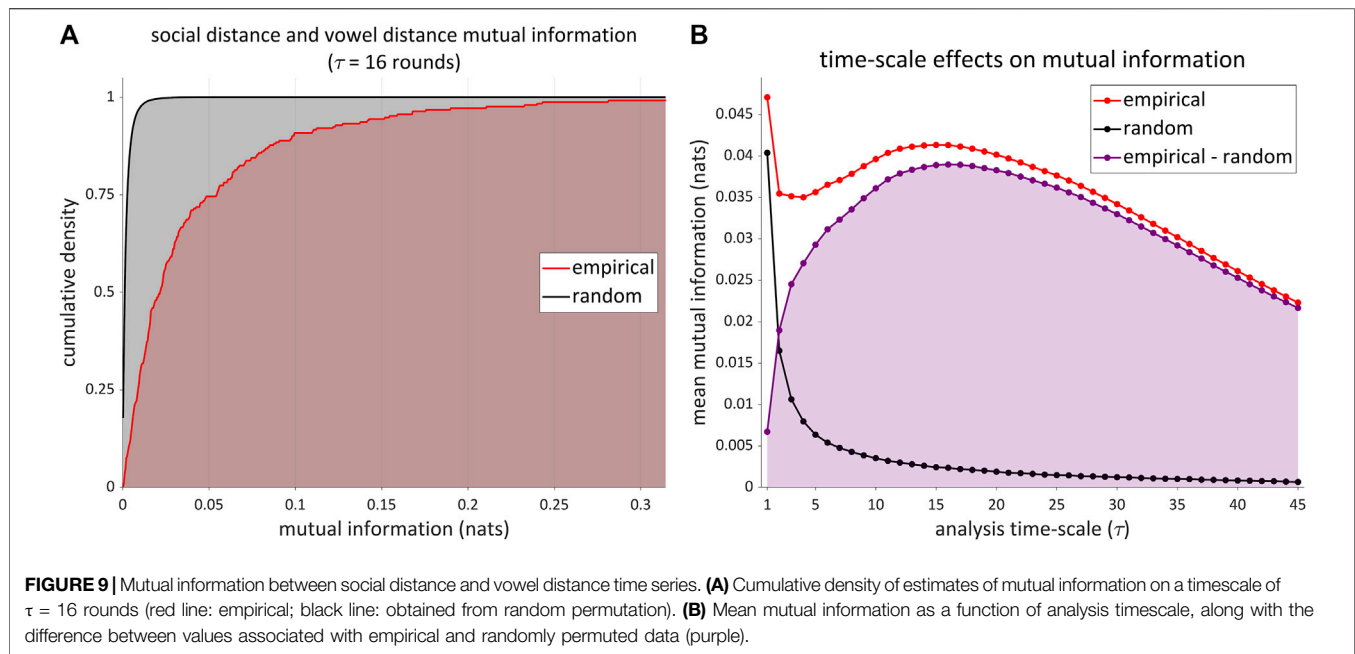 A
social distance and vowel distance mutual information
(τ = 16 rounds)
1
0.75
0.5
0.25
0
cumulative density
empirical
random
0
0.05
0.1
0.15
0.2
0.25
0.3
mutual information (nats)
B
time-scale effects on mutual information
0.045
0.04
0.035
0.03
0.025
0.02
0.015
0.01
0.005
0
mean mutual information (nats)
empirical
random
empirical - random
1
5
10
15
20
25
30
35
40
45
analysis time-scale (τ)
FIGURE 9 | Mutual information between social distance and vowel distance time series. (A) Cumulative density of estimates of mutual information on a timescale of
τ = 16 rounds (red line: empirical; black line: obtained from random permutation). (B) Mean mutual information as a function of analysis timescale, along with the
difference between values associated with empirical and randomly permuted data (purple).